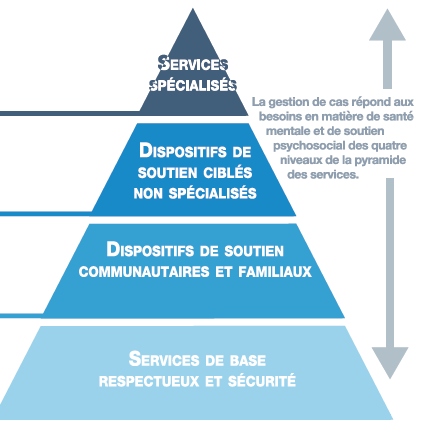 SERVICES
SPÉCIALISÉS
La gestion de cas répond aux
besoins en matière de santé
mentale et de soutien
psychosocial des quatre
niveaux de la pyramide
des services.
DISPOSITIFS DE
SOUTIEN CIBLÉS
NON SPÉCIALISÉS
DISPOSITIFS DE SOUTIEN
COMMUNAUTAIRES ET FAMILIAUX
SERVICES DE BASE
RESPECTUEUX ET SÉCURITÉ